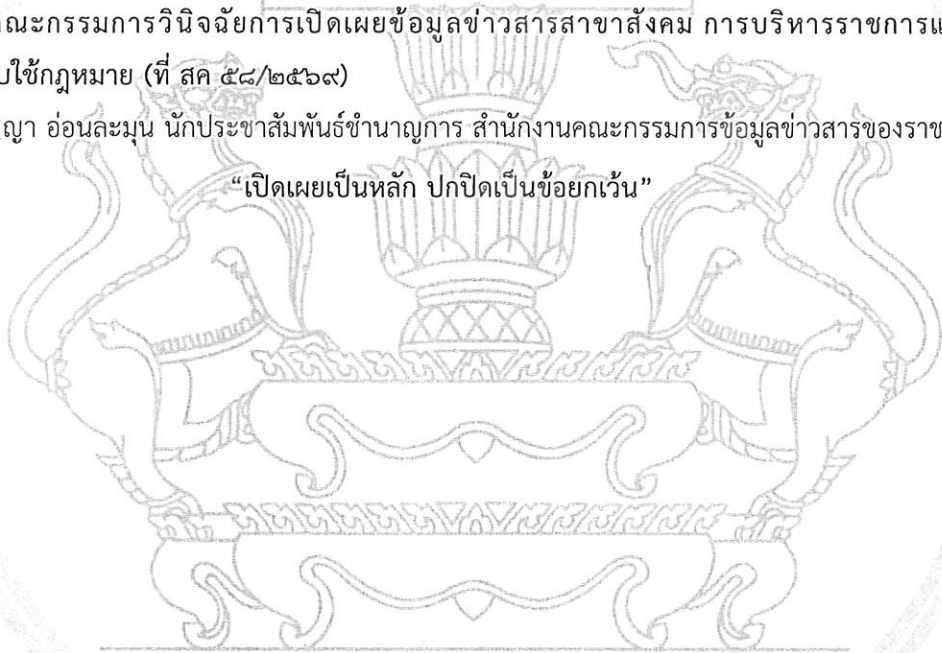 คณะกรรมการวินิจฉัยการเปิดเผยข้อมูลข่าวสารสาขาสังคม การบริหารราชการแ
บใช้กฎหมาย (ที่ สค ๕๘/๒๕๖๙)
ญา อ่อนละมุน นักประชาสัมพันธ์ชำนาญการ สำนักงานคณะกรรมการข้อมูลข่าวสารของราช
“เปิดเผยเป็นหลัก ปกปิดเป็นข้อยกเว้น”